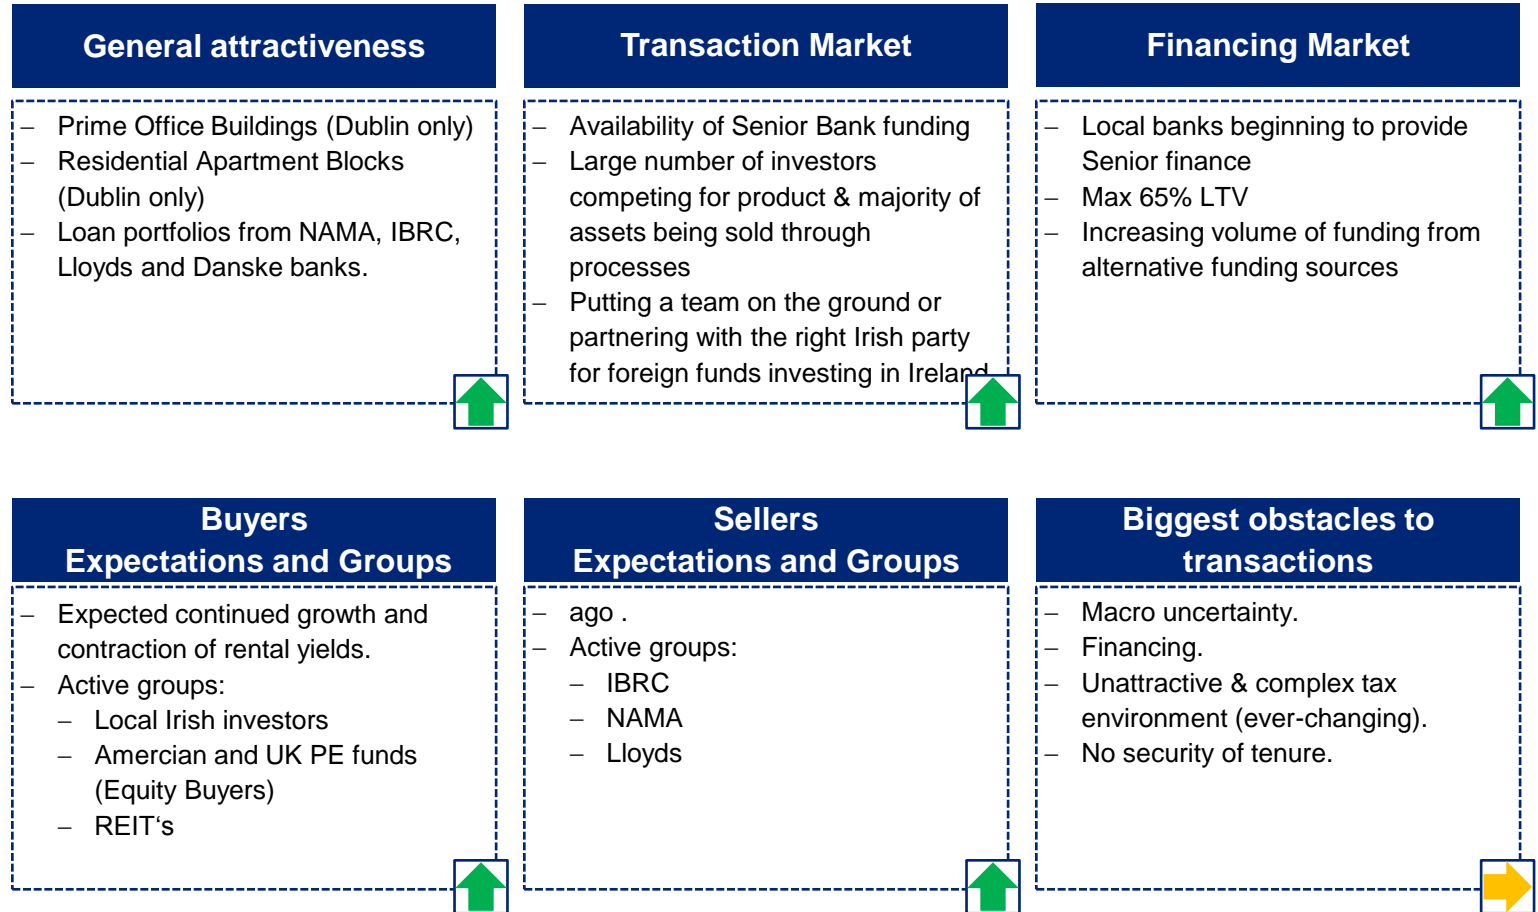 General attractiveness
– Prime Office Buildings (Dublin only)
– Residential Apartment Blocks
(Dublin only)
– Loan portfolios from NAMA, IBRC,
Lloyds and Danske banks.
Transaction Market
– Availability of Senior Bank funding
– Large number of investors
competing for product & majority of
assets being sold through
processes
– Putting a team on the ground or
partnering with the right Irish party
for foreign funds investing in Ireland
Financing Market
– Local banks beginning to provide
Senior finance
– Max 65% LTV
– Increasing volume of funding from
alternative funding sources
Buyers
Expectations and Groups
– Expected continued growth and
contraction of rental yields.
– Active groups:
– Local Irish investors
– Amercian and UK PE funds
(Equity Buyers)
– REIT‘s
Sellers
Expectations and Groups
– ago .
– Active groups:
– IBRC
– NAMA
– Lloyds
Biggest obstacles to
transactions
– Macro uncertainty.
– Financing.
– Unattractive & complex tax
environment (ever-changing).
– No security of tenure.